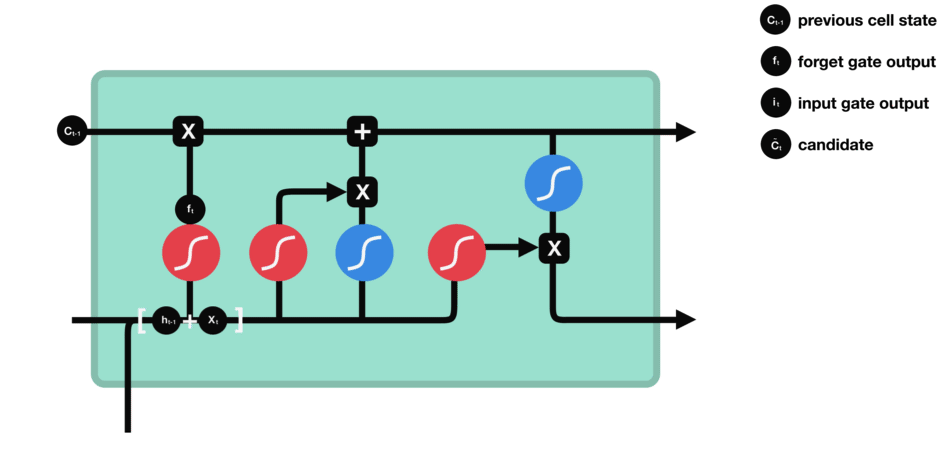 Cₜ₋₁ previous cell state
fₜ forget gate output
iₜ input gate output
C̃ₜ candidate
Cₜ₋₁ X +
X
fₜ
X
[ hₜ₋₁ + Xₜ ]